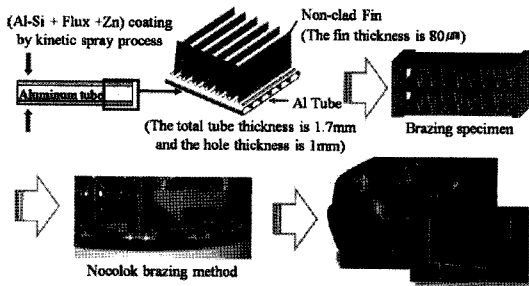 (Al-Si + Flux +Zn) coating
by kinetic spray process
Aluminum tube
Non-clad Fin
(The fin thickness is 80㎛)
Al Tube
(The total tube thickness is 1.7mm
and the hole thickness is 1mm)
Brazing specimen
Nocolok brazing method